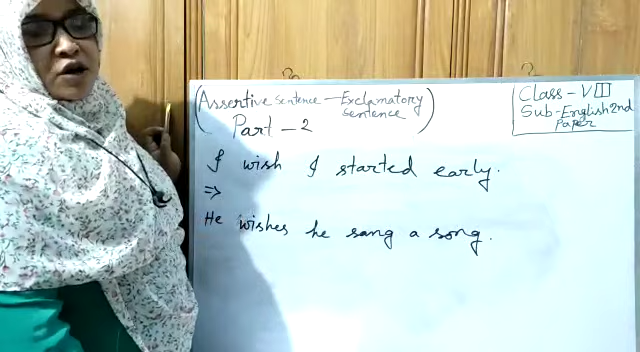 (Assertive Sentence – Exclamatory Sentence)
Part – 2
Class – VIII
Sub - English 2nd
Paper
I wish I started early.
⇒
He wishes he sang a song.